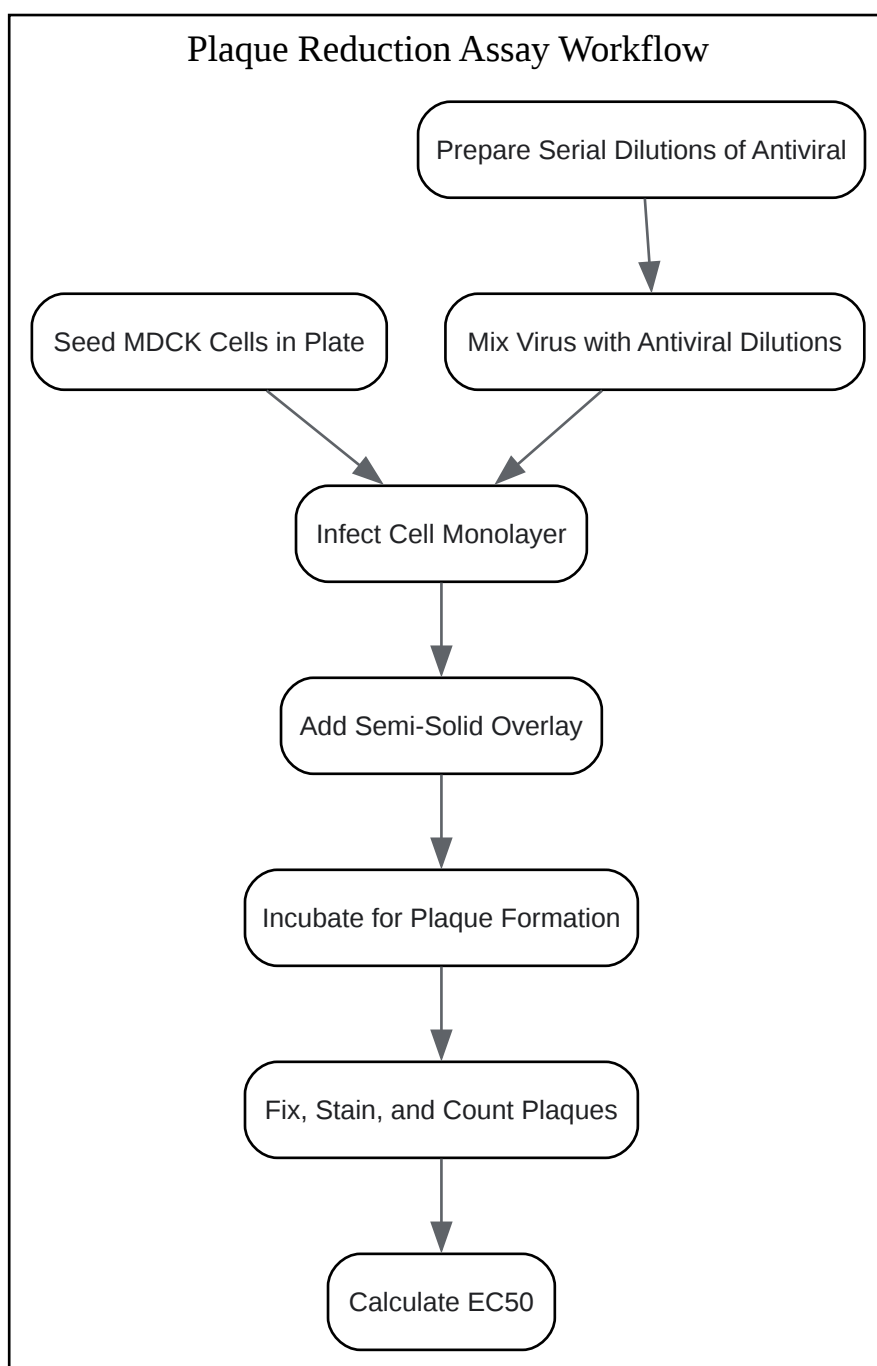 Plaque Reduction Assay Workflow
Prepare Serial Dilutions of Antiviral
Seed MDCK Cells in Plate
Mix Virus with Antiviral Dilutions
Infect Cell Monolayer
Add Semi-Solid Overlay
Incubate for Plaque Formation
Fix, Stain, and Count Plaques
Calculate EC50